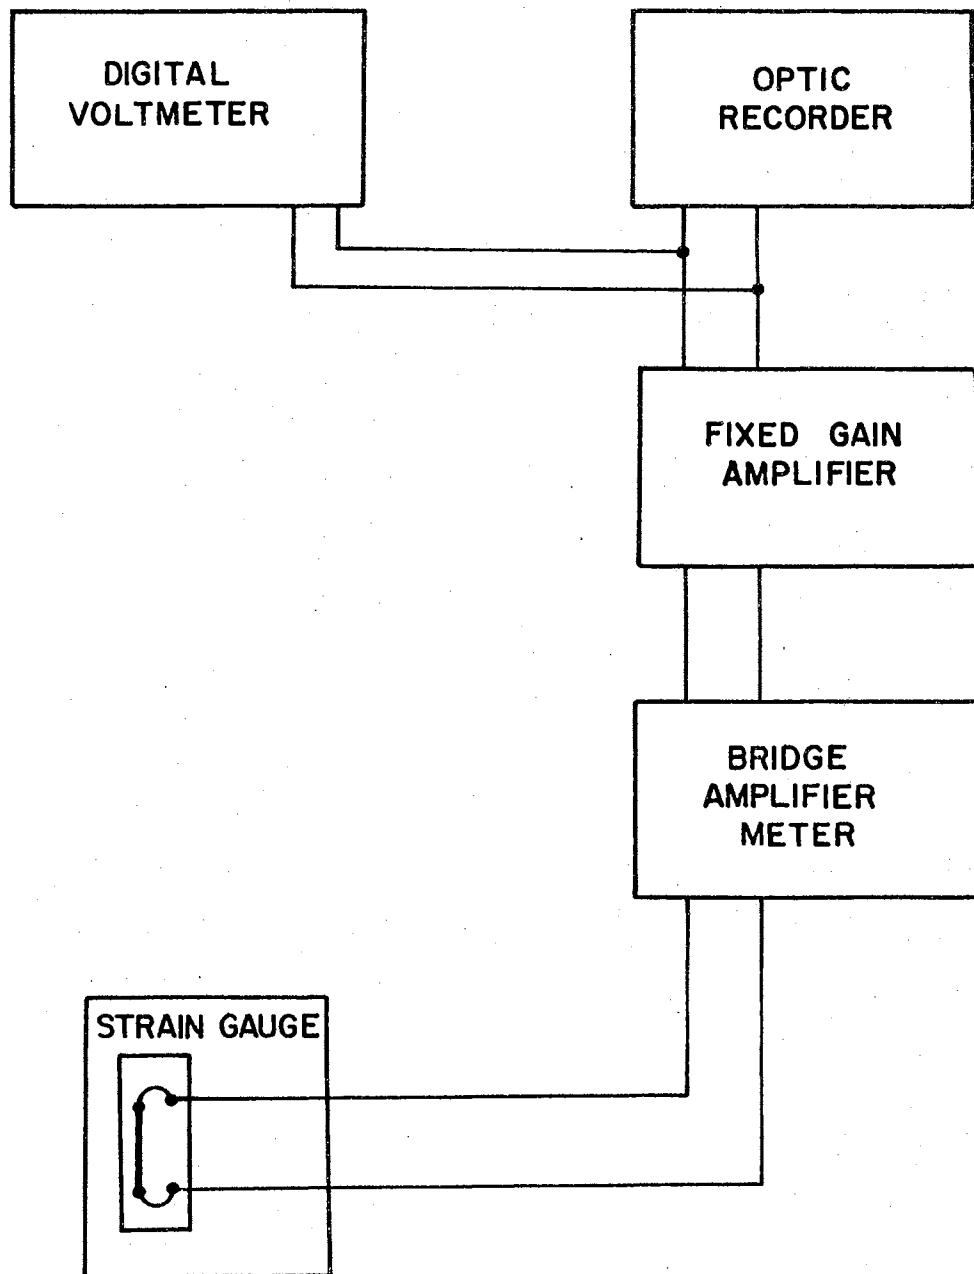 DIGITAL
VOLTMETER
OPTIC
RECORDER
FIXED GAIN
AMPLIFIER
BRIDGE
AMPLIFIER
METER
STRAIN GAUGE